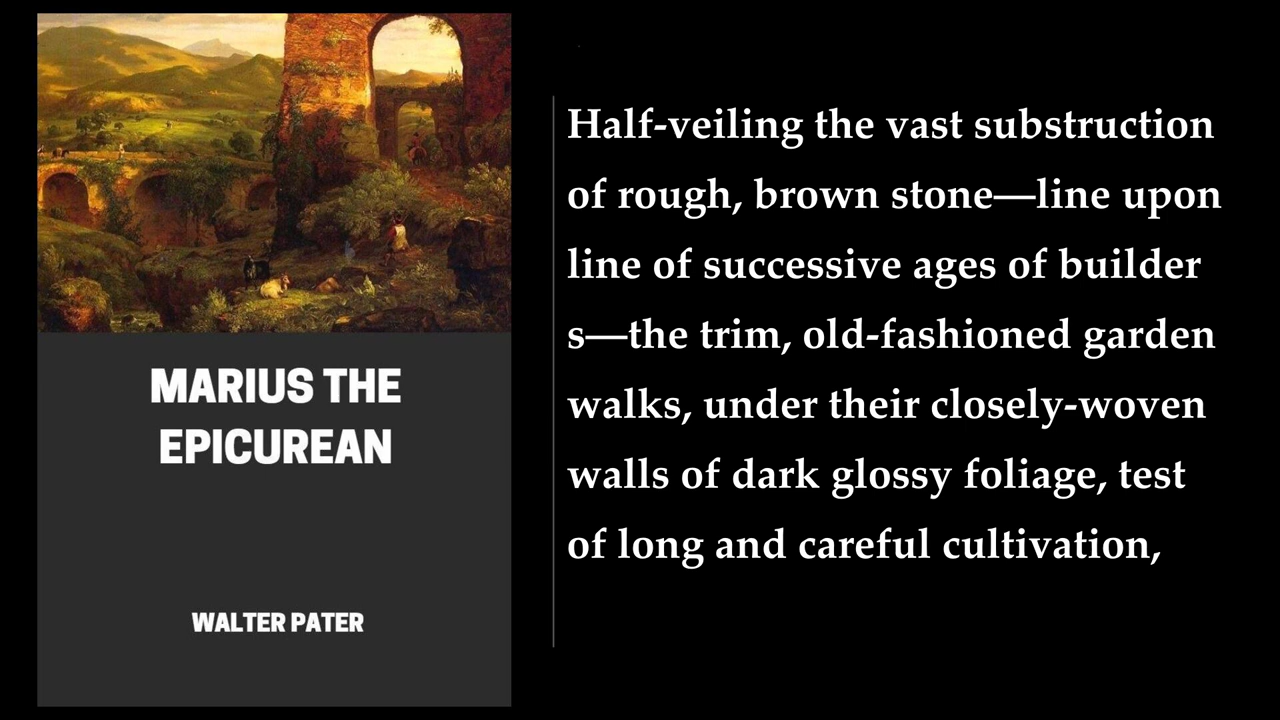 MARIUS THE
EPICUREAN
WALTER PATER
Half-veiling the vast substruction
of rough, brown stone—line upon
line of successive ages of builder
s—the trim, old-fashioned garden
walks, under their closely-woven
walls of dark glossy foliage, test
of long and careful cultivation,